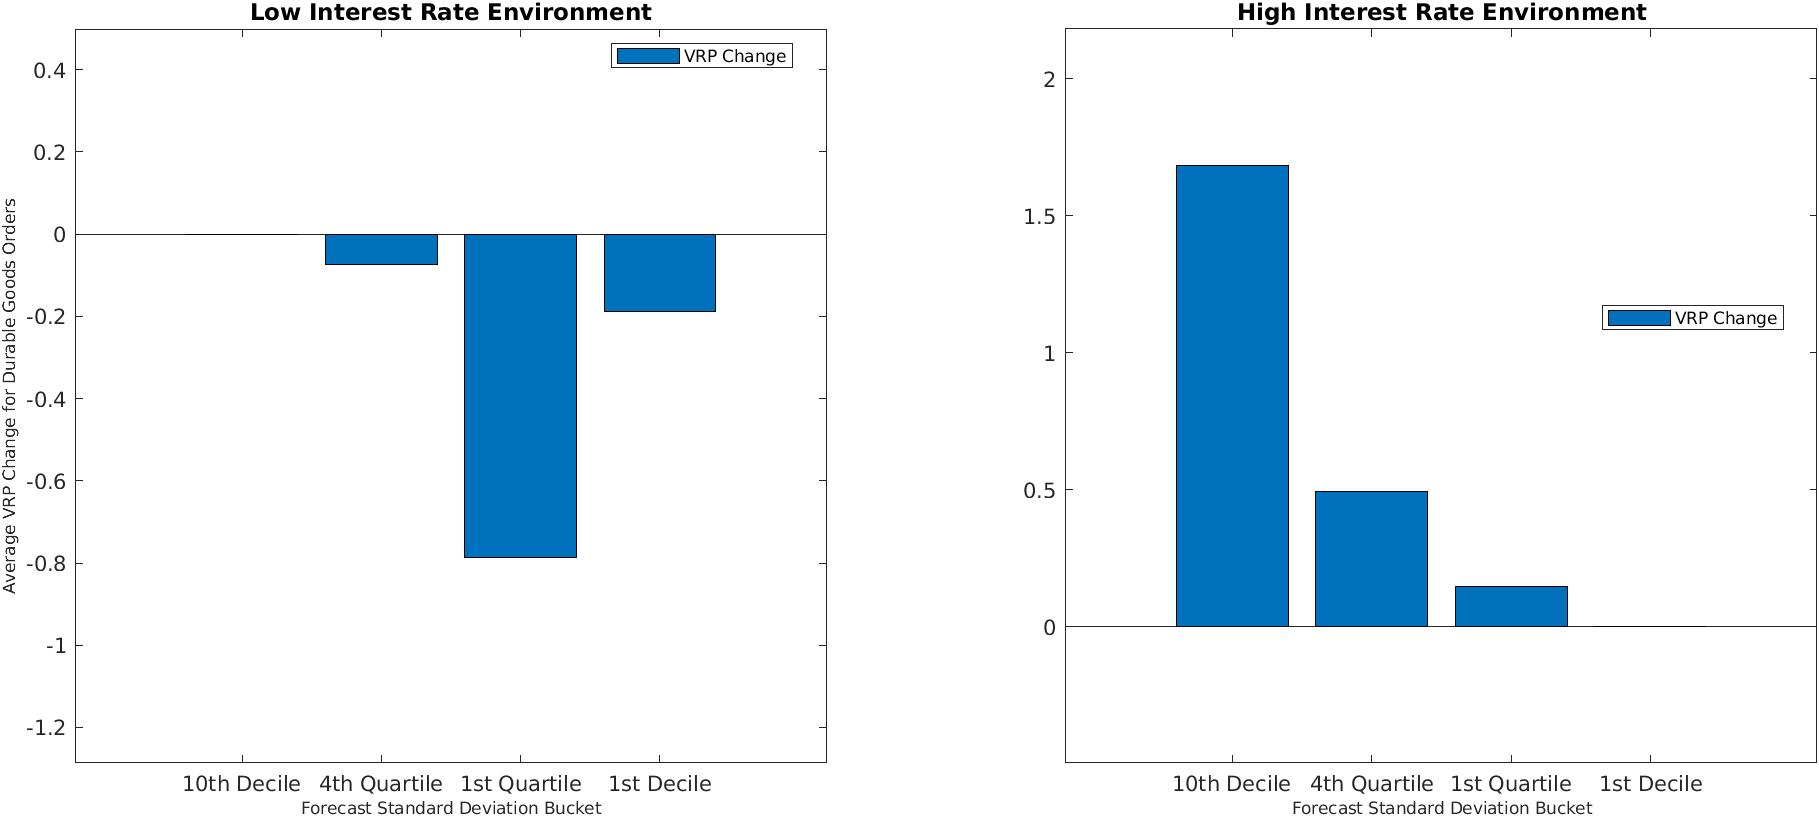 Low Interest Rate Environment
VRP Change
0.4
0.2
0
-0.2
-0.4
-0.6
-0.8
-1
-1.2
Average VRP Change for Durable Goods Orders
10th Decile 4th Quartile 1st Quartile 1st Decile
Forecast Standard Deviation Bucket
High Interest Rate Environment
2
1.5
1
0.5
0
VRP Change
10th Decile 4th Quartile 1st Quartile 1st Decile
Forecast Standard Deviation Bucket